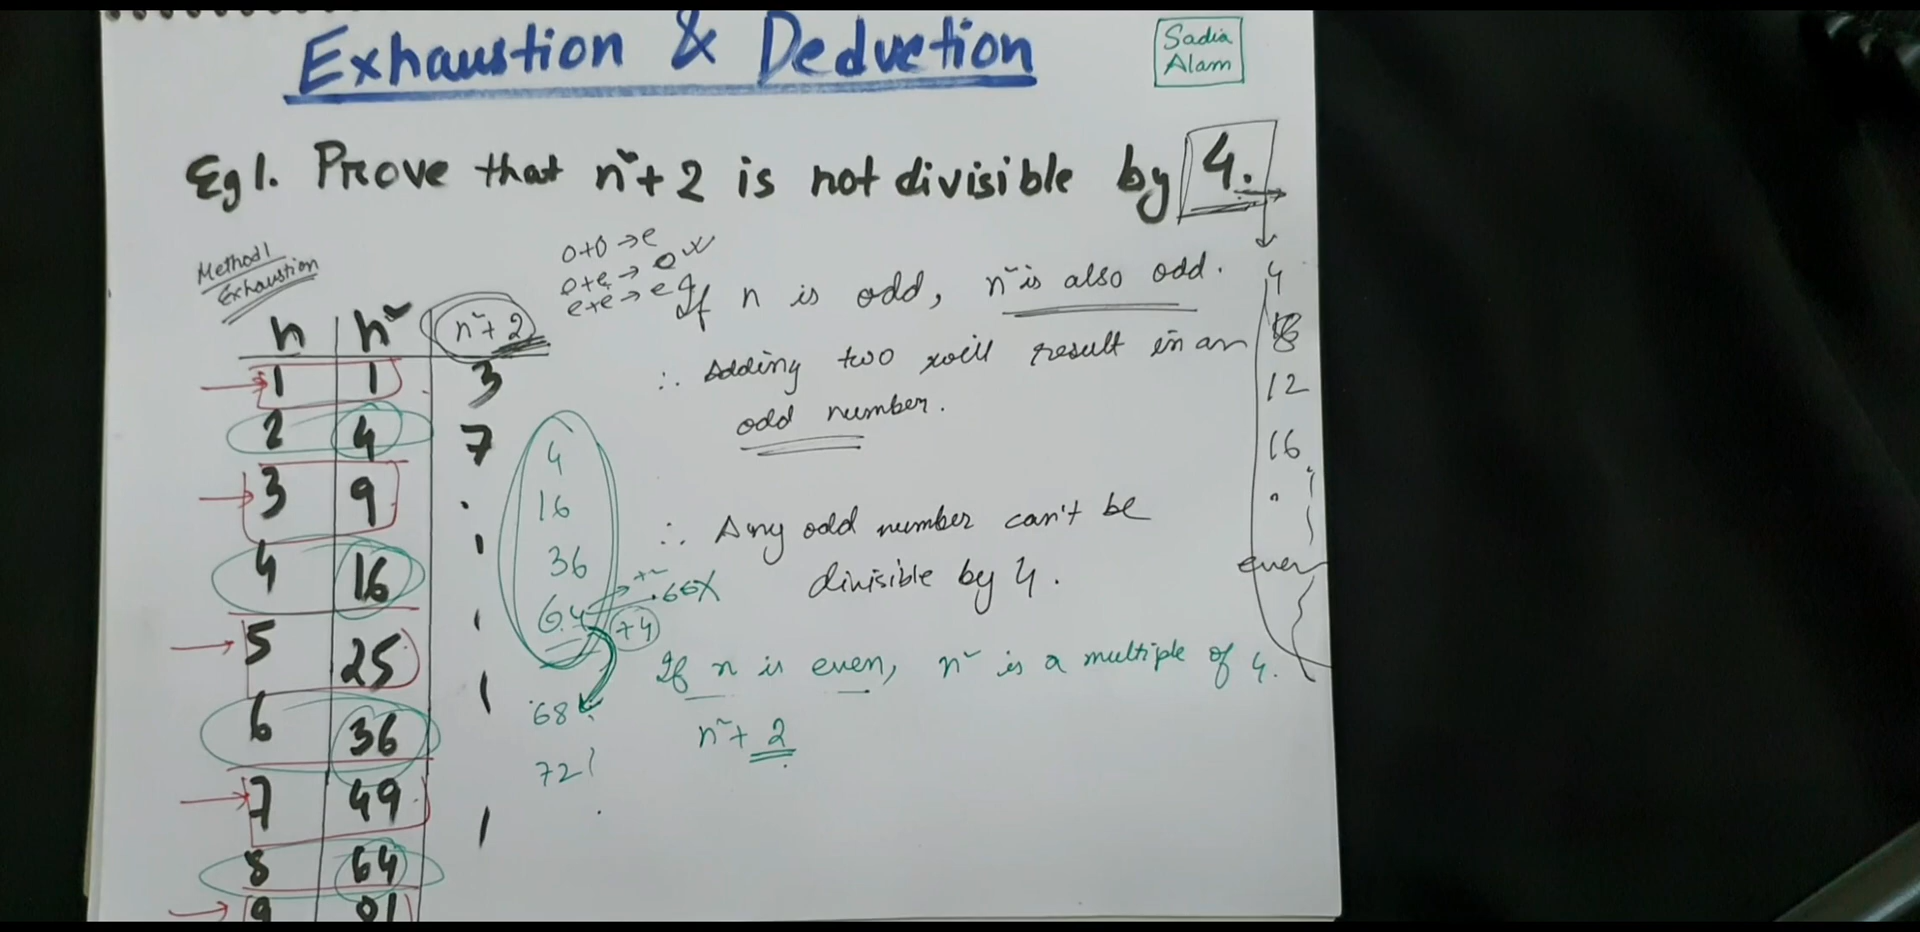 Exhaustion & Deduction
Sadia
Alam
Eg 1. Prove that n²+2 is not divisible by 4.
Method 1
Exhaustion
o+o → e
o+e → o
e+e → e
n n² n²+2
1 1 3
2 4 7
3 9
4 16
5 25
6 36
7 49
8 64
9 81
4
16
36
64 +2 → 66X
+4
68
72
If n is odd, n² is also odd.
∴ Adding two will result in an
odd number.
∴ Any odd number can't be
divisible by 4.
If n is even, n² is a multiple of 4.
n²+2
4
8
12
16
even